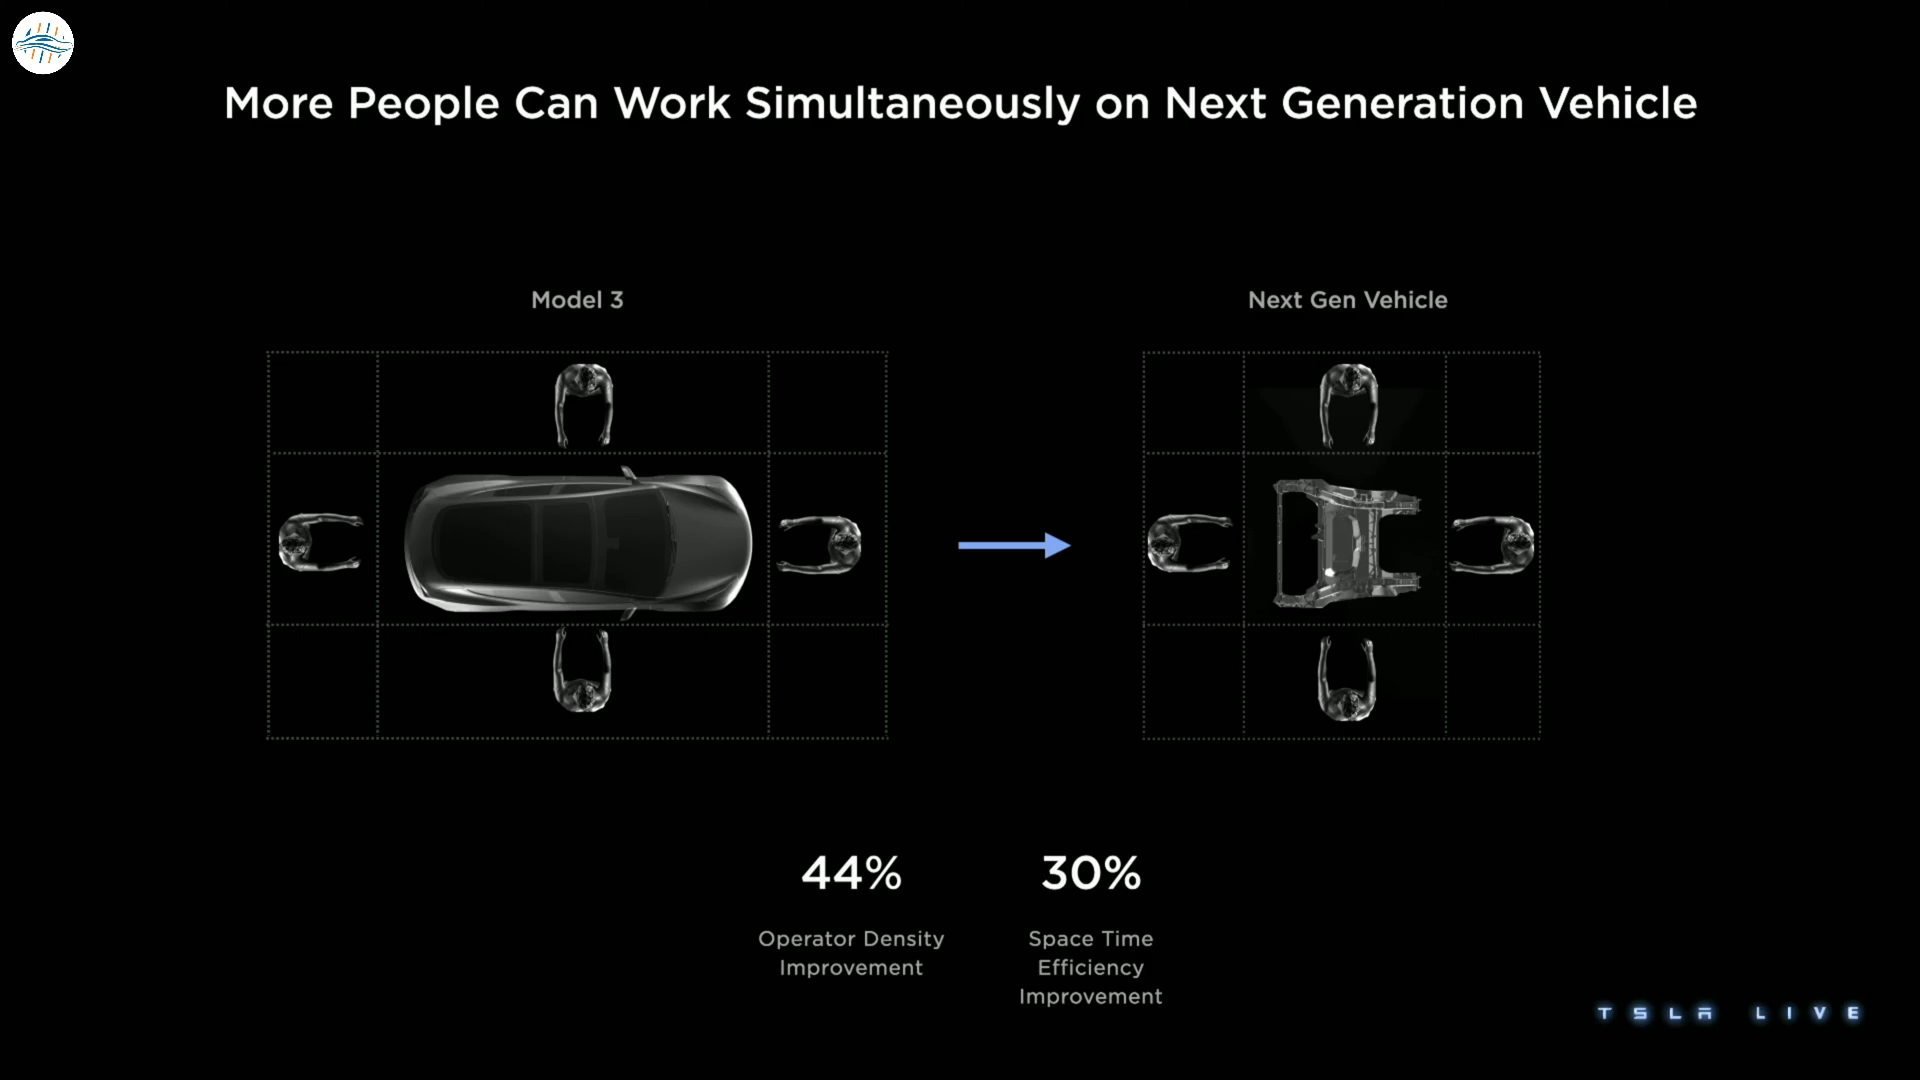 More People Can Work Simultaneously on Next Generation Vehicle
Model 3
Next Gen Vehicle
44%
Operator Density
Improvement
30%
Space Time
Efficiency
Improvement
TSLA LIVE